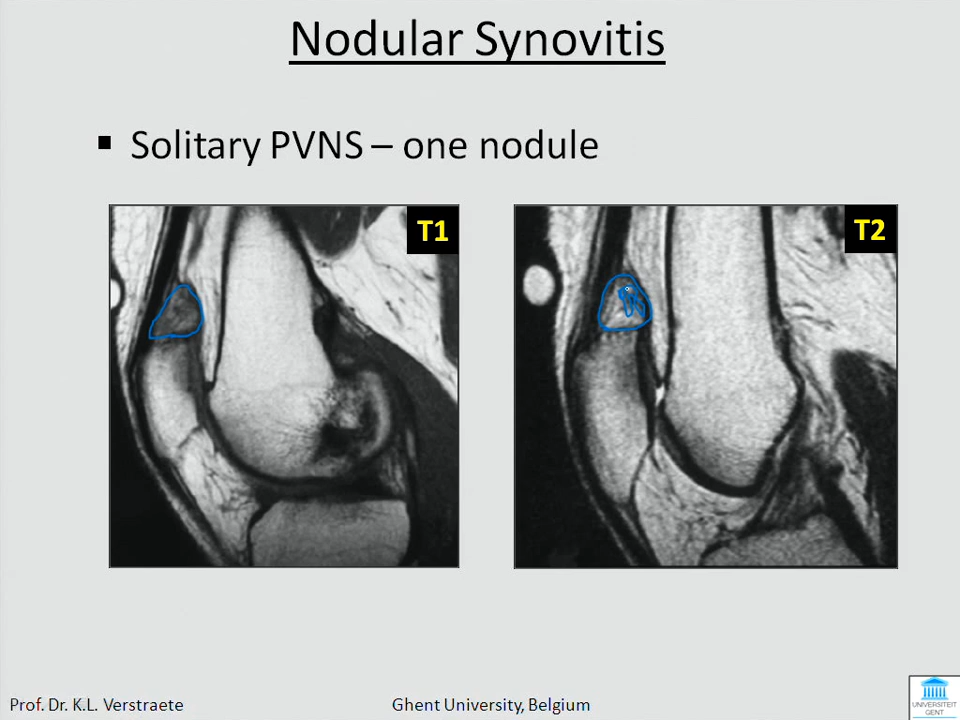 Nodular Synovitis
▪ Solitary PVNS – one nodule
T1
T2
Prof. Dr. K.L. Verstraete
Ghent University, Belgium
UNIVERSITEIT
GENT